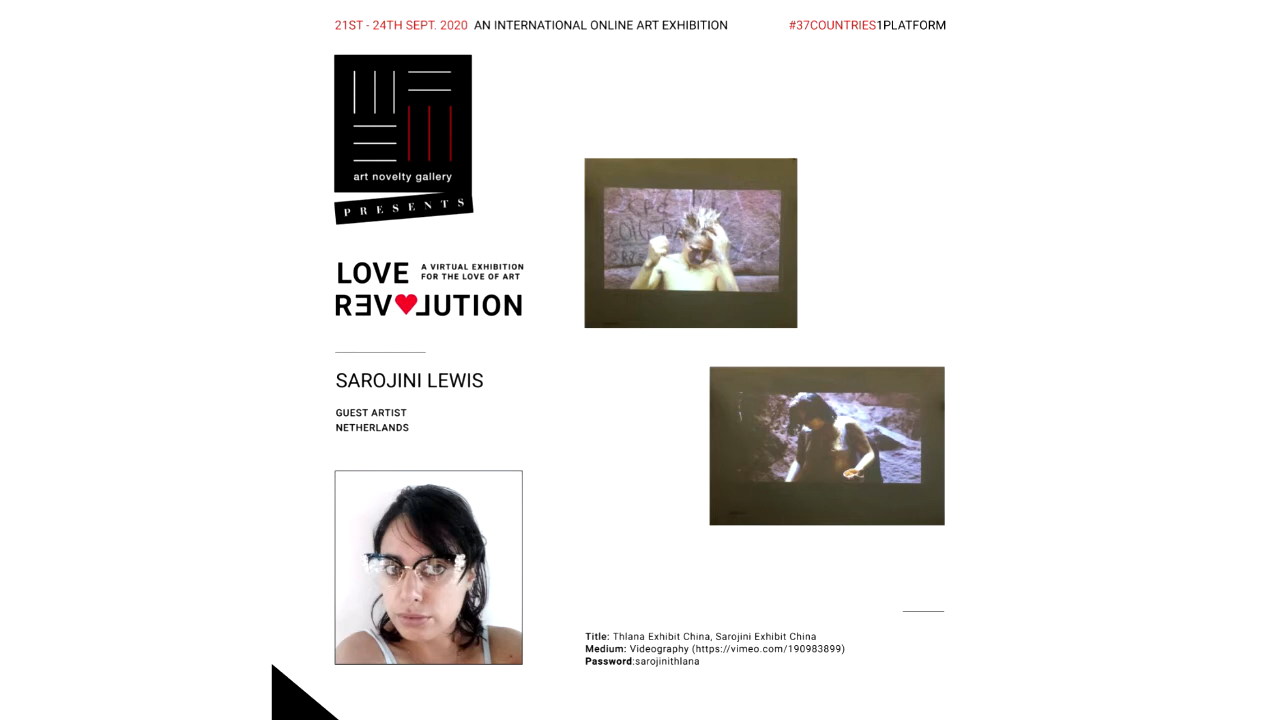 21ST - 24TH SEPT. 2020 AN INTERNATIONAL ONLINE ART EXHIBITION
#37COUNTRIES1PLATFORM
art novelty gallery
PRESENTS
LOVE
A VIRTUAL EXHIBITION
FOR THE LOVE OF ART
REVOLUTION
SAROJINI LEWIS
GUEST ARTIST
NETHERLANDS
Title: Thlana Exhibit China, Sarojini Exhibit China
Medium: Videography (https://vimeo.com/190983899)
Password:sarojinithlana